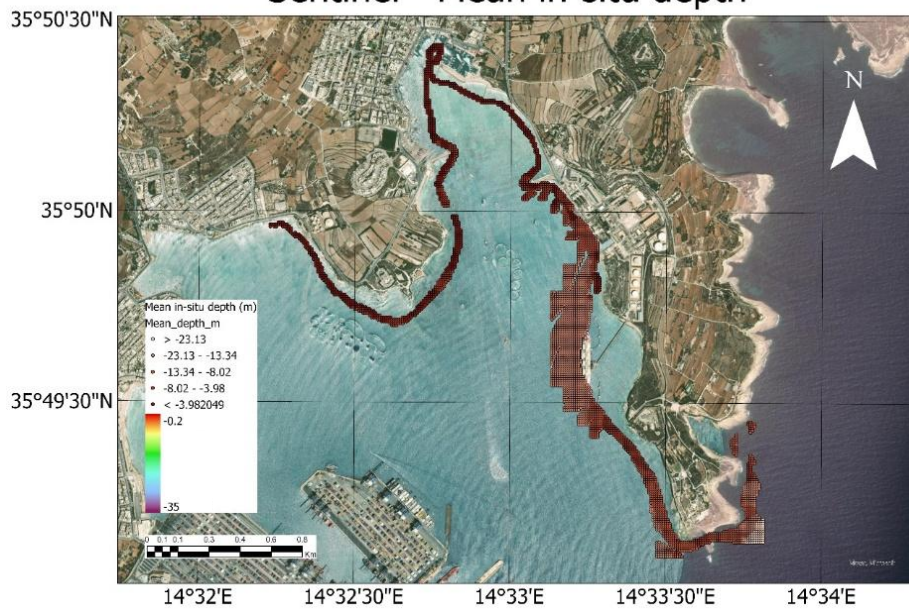 Sentinel - Mean in-situ depth
35°50'30"N
N
35°50'N
Mean in-situ depth (m)
Mean_depth_m
> -23.13
-23.13 - -13.34
-13.34 - -8.02
-8.02 - -3.98
< -3.982049
-0.2
35°49'30"N
-35
0 0.1 0.1 0.2 0.4 0.6 0.8
Km
Maxar, Microsoft
14°32'E 14°32'30"E 14°33'E 14°33'30"E 14°34'E